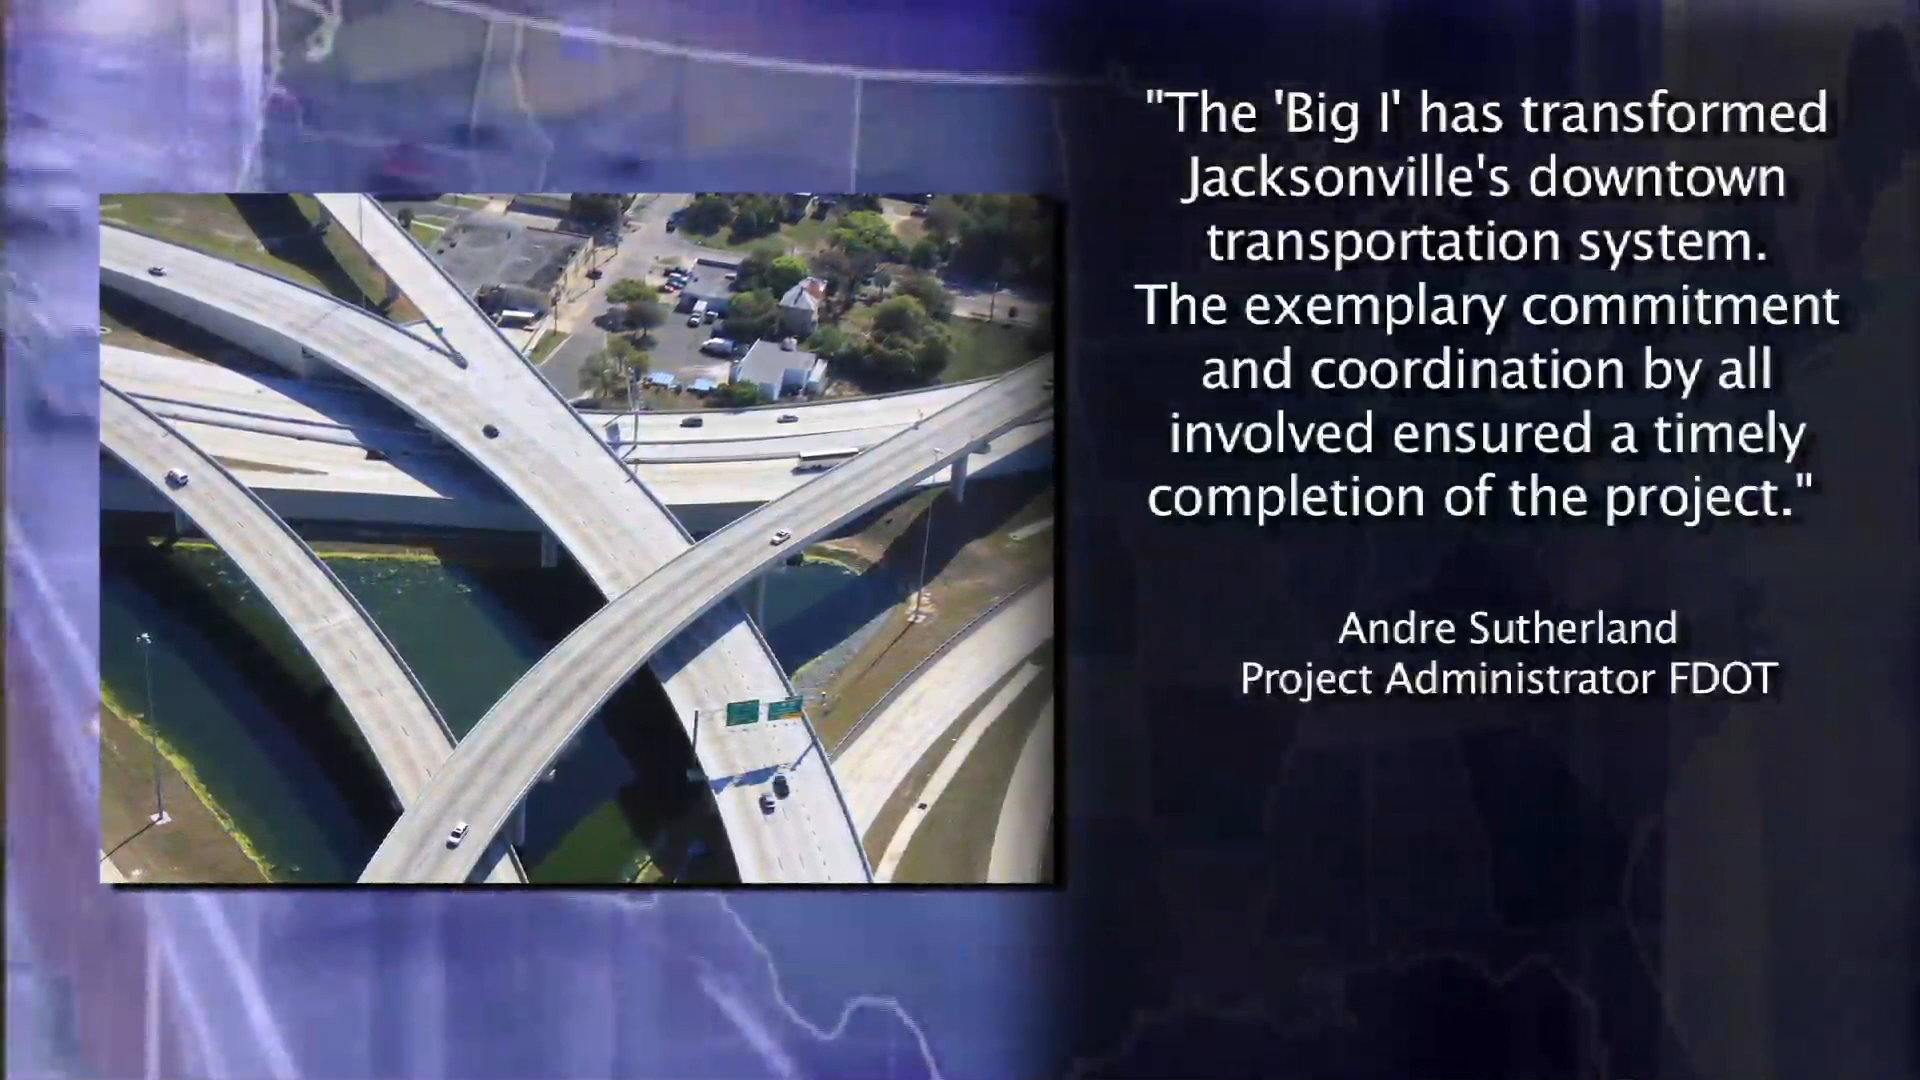 "The 'Big I' has transformed
Jacksonville's downtown
transportation system.
The exemplary commitment
and coordination by all
involved ensured a timely
completion of the project."
Andre Sutherland
Project Administrator FDOT